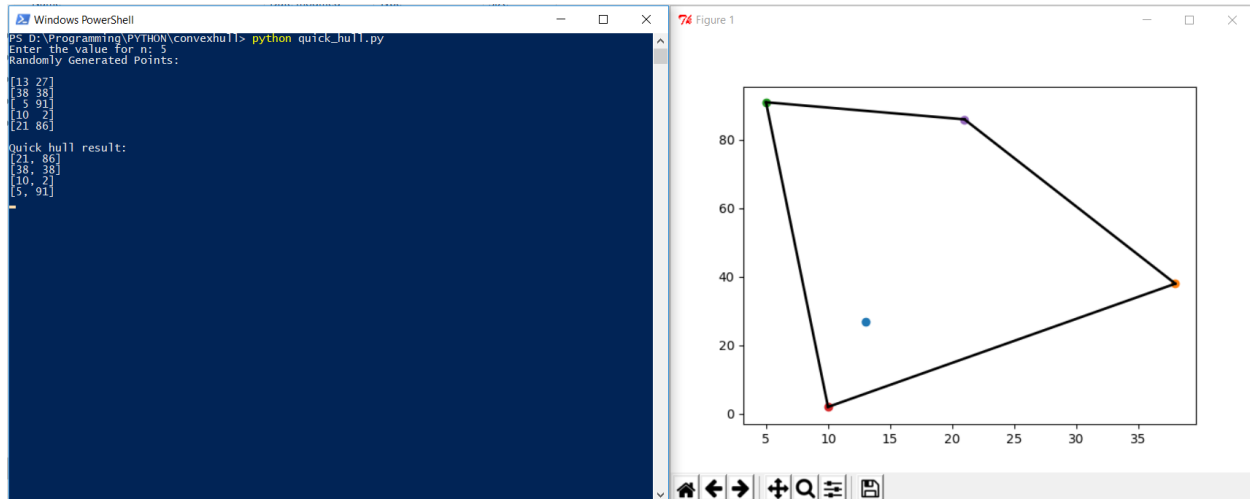 Windows PowerShell
PS D:\Programming\PYTHON\convexhull> python quick_hull.py
Enter the value for n: 5
Randomly Generated Points:
[13 27]
[38 38]
[ 5 91]
[10  2]
[21 86]
Quick hull result:
[21, 86]
[38, 38]
[10, 2]
[5, 91]
Figure 1
80
60
40
20
0
5 10 15 20 25 30 35